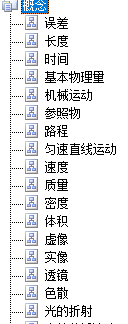 概念
误差
长度
时间
基本物理量
机械运动
参照物
路程
匀速直线运动
速度
质量
密度
体积
虚像
实像
透镜
色散
光的折射